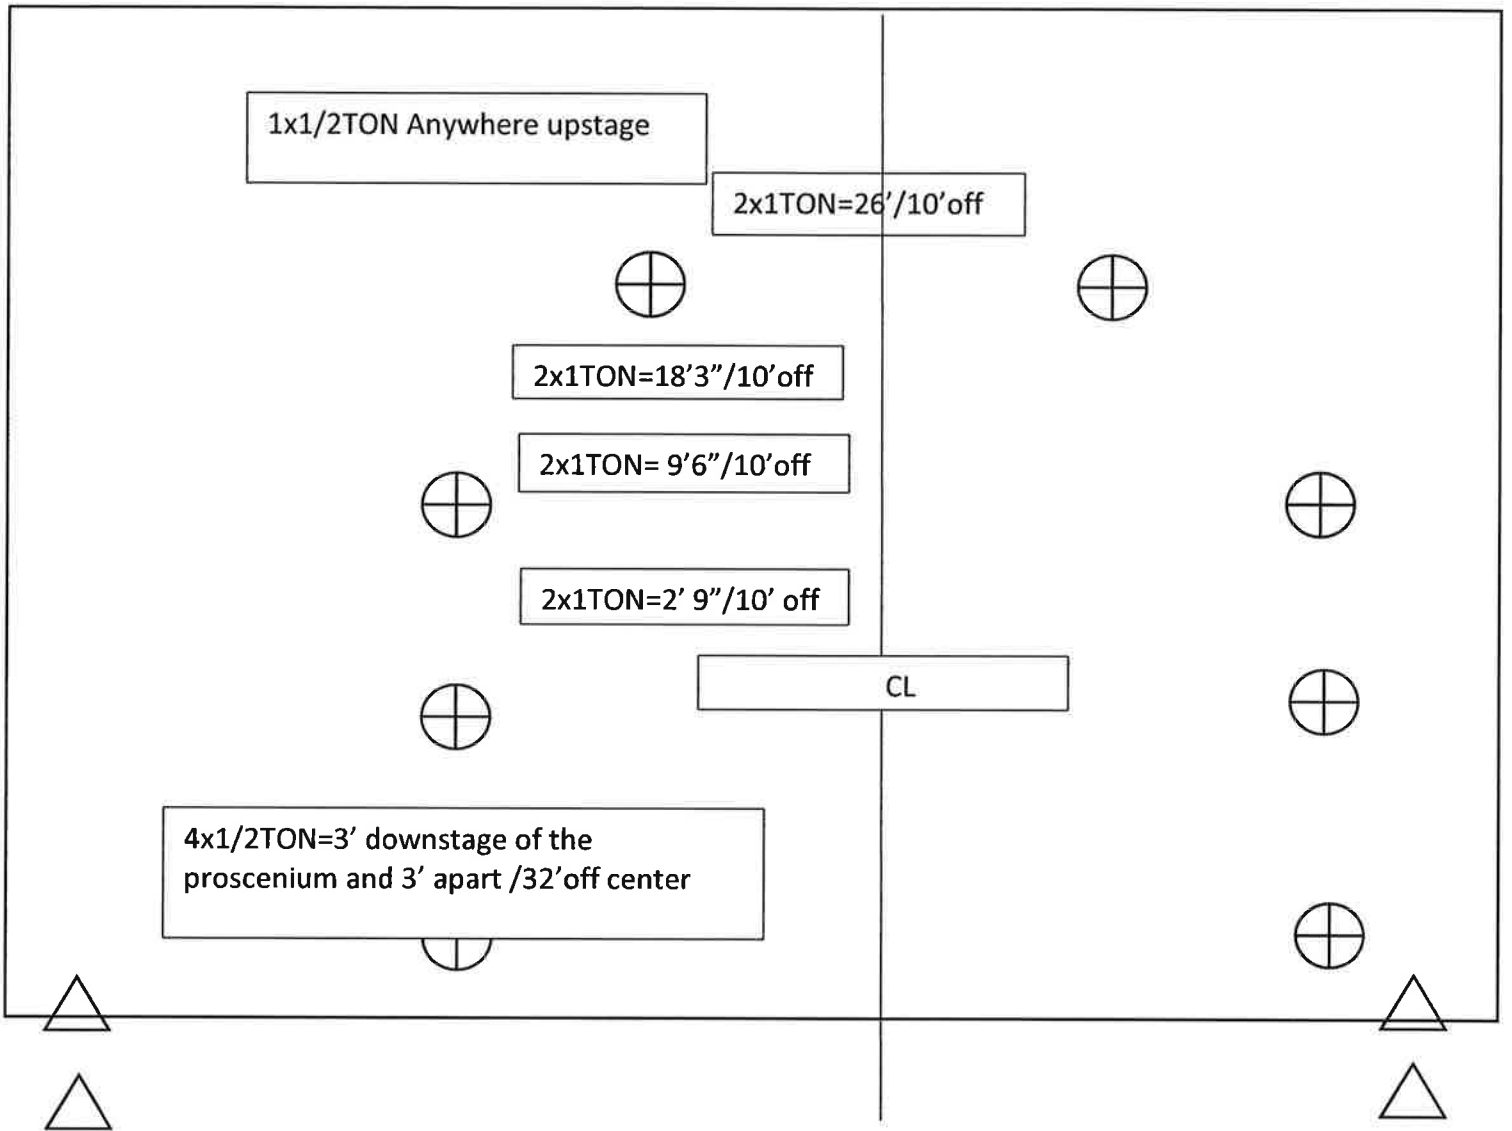 1x1/2TON Anywhere upstage
2x1TON=26’/10’off
2x1TON=18’3”/10’off
2x1TON= 9’6”/10’off
2x1TON=2’ 9”/10’ off
CL
4x1/2TON=3’ downstage of the
proscenium and 3’ apart /32’off center